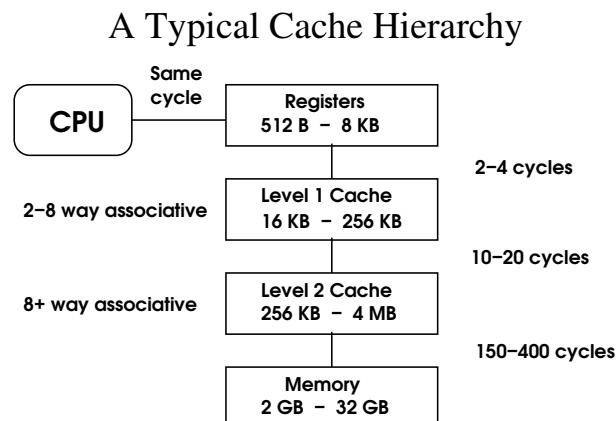 A Typical Cache Hierarchy
Same
cycle
CPU
Registers
512 B – 8 KB
2–4 cycles
2–8 way associative
Level 1 Cache
16 KB – 256 KB
10–20 cycles
8+ way associative
Level 2 Cache
256 KB – 4 MB
150–400 cycles
Memory
2 GB – 32 GB